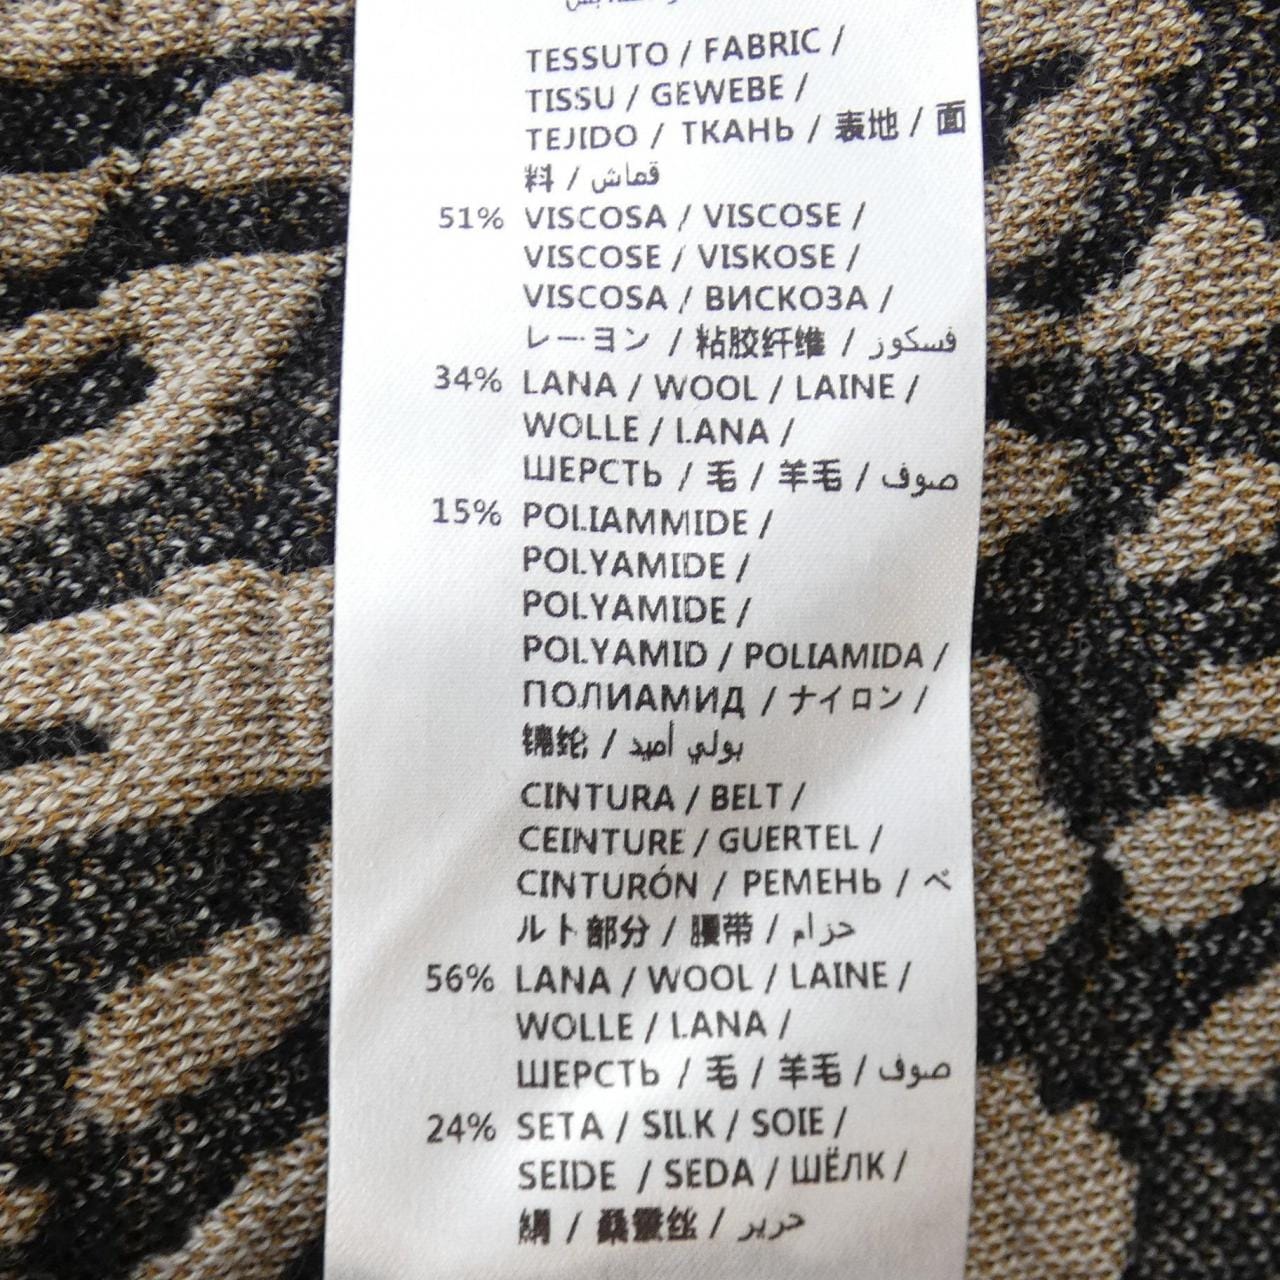 TESSUTO / FABRIC /
TISSU / GEWEBE /
TEJIDO / ТКАНЬ / 表地 / 面
料 / قماش
51% VISCOSA / VISCOSE /
VISCOSE / VISKOSE /
VISCOSA / ВИСКОЗА /
レーヨン / 粘胶纤维 / فسكوز
34% LANA / WOOL / LAINE /
WOLLE / LANA /
ШЕРСТЬ / 毛 / 羊毛 / صوف
15% POLIAMMIDE /
POLYAMIDE /
POLYAMIDE /
POLYAMID / POLIAMIDA /
ПОЛИАМИД / ナイロン /
锦纶 / بولي أميد
CINTURA / BELT /
CEINTURE / GUERTEL /
CINTURÓN / РЕМЕНЬ / ベ
ルト部分 / 腰带 / حزام
56% LANA / WOOL / LAINE /
WOLLE / LANA /
ШЕРСТЬ / 毛 / 羊毛 / صوف
24% SETA / SILK / SOIE /
SEIDE / SEDA / ШЁЛК /
絹 / 桑蚕丝 / حرير